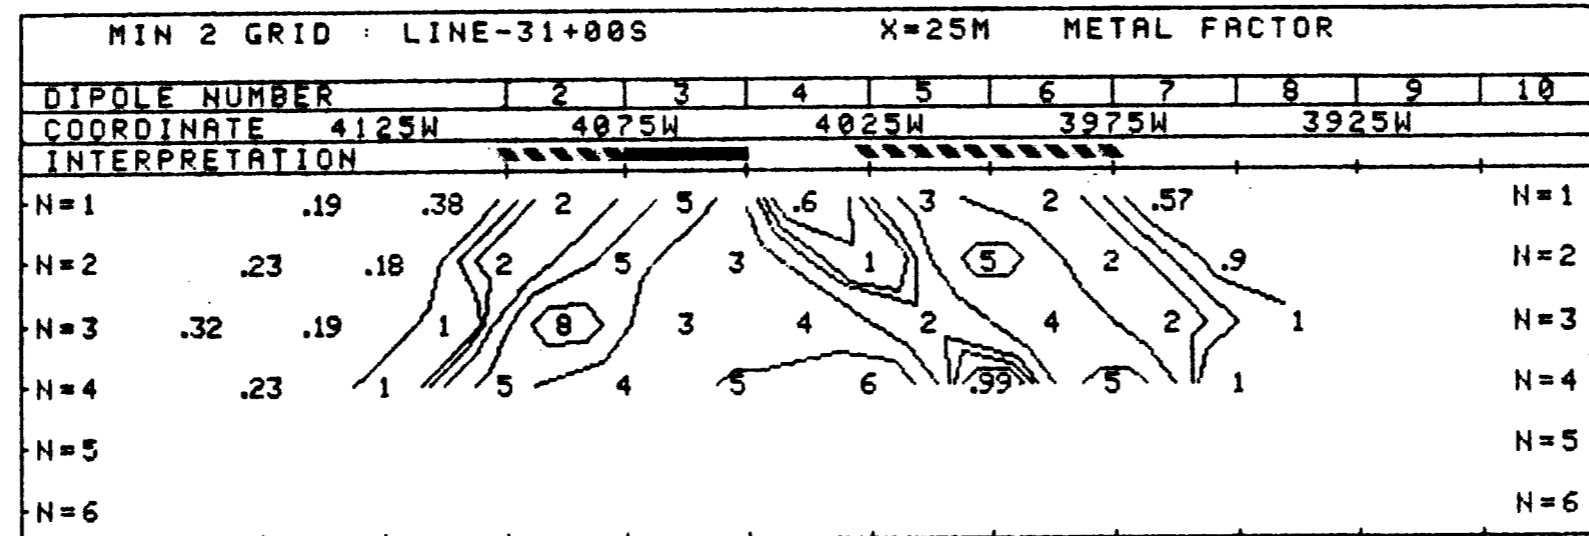 MIN 2 GRID : LINE-31+00S X=25M METAL FACTOR
DIPOLE NUMBER 2 3 4 5 6 7 8 9 10
COORDINATE 4125W 4075W 4025W 3975W 3925W
INTERPRETATION
N=1 .19 .38 2 5 .6 3 2 .57 N=1
N=2 .23 .18 2 5 3 1 5 2 .9 N=2
N=3 .32 .19 1 8 3 4 2 4 2 1 N=3
N=4 .23 1 5 4 5 6 .99 5 1 N=4
N=5 N=5
N=6 N=6